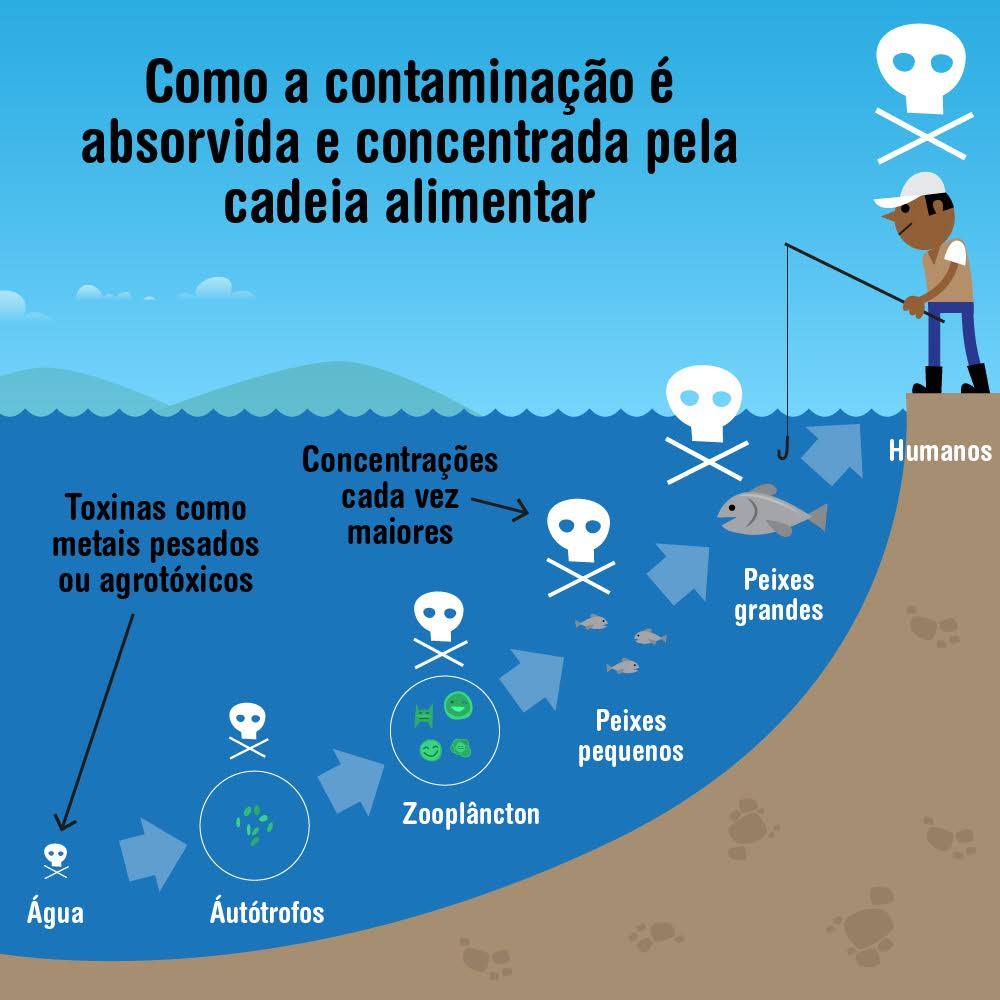 Como a contaminação é
absorvida e concentrada pela
cadeia alimentar
Humanos
Concentrações
cada vez
maiores
Toxinas como
metais pesados
ou agrotóxicos
Peixes
grandes
Peixes
pequenos
Zooplâncton
Água
Áutótrofos